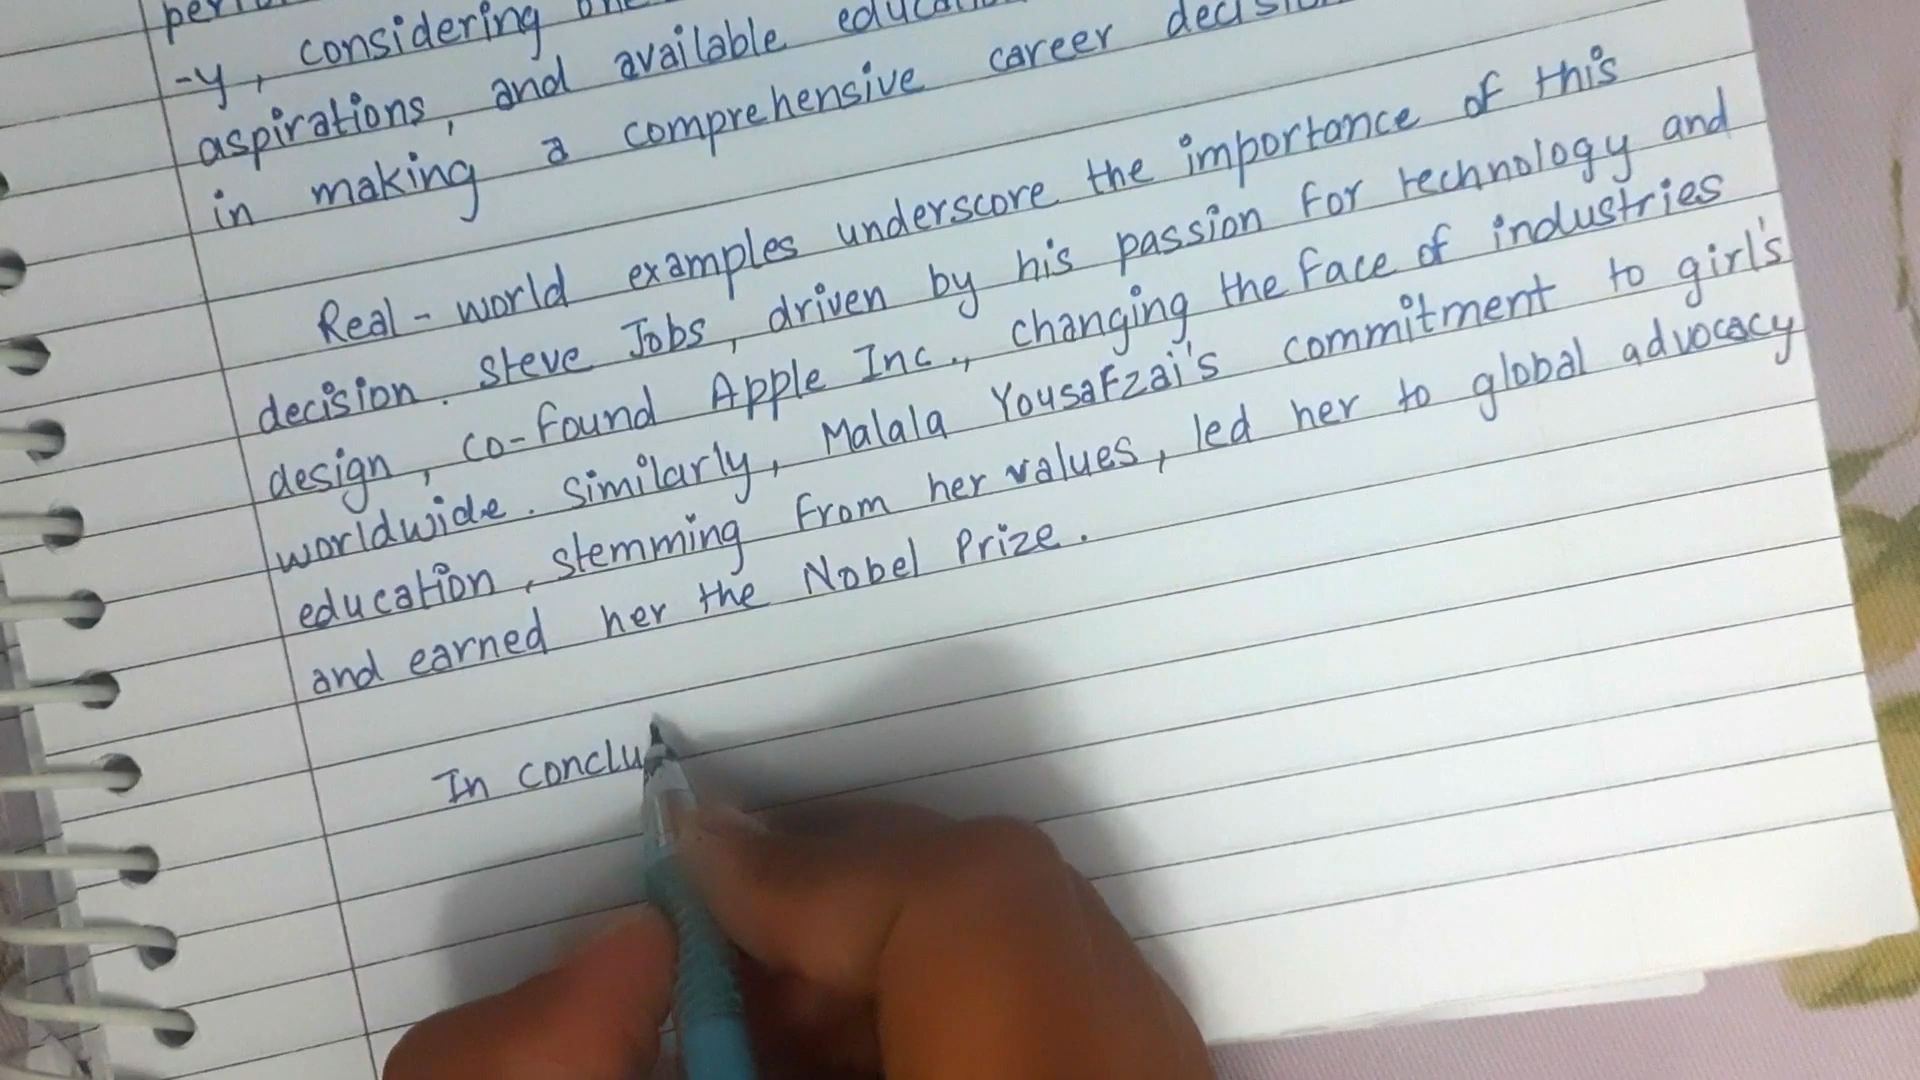 -y, considering
aspirations, and available
in making a comprehensive career
Real-world examples underscore the importance of this
decision. Steve Jobs, driven by his passion for technology and
design, co-found Apple Inc., changing the face of industries
worldwide. Similarly, Malala Yousafzai's commitment to girl's
education, stemming from her values, led her to global advocacy
and earned her the Nobel Prize.
In conclu